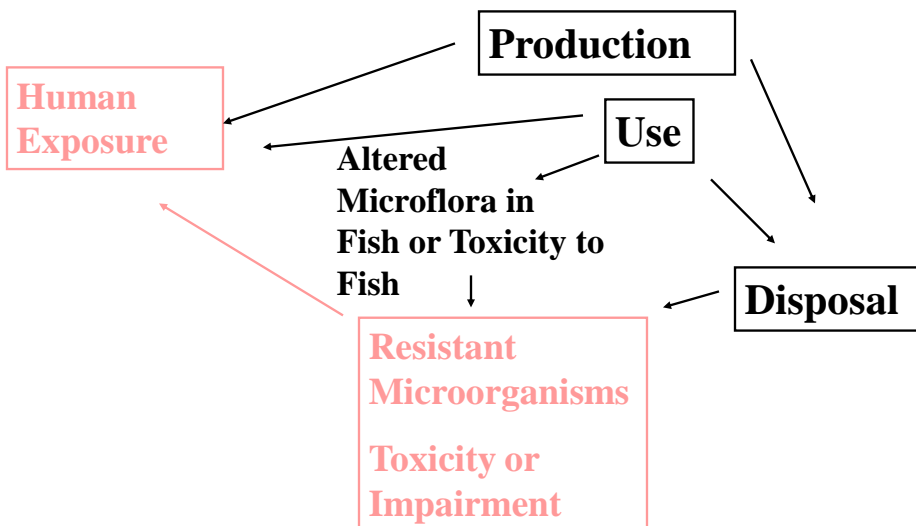 Production
Human
Exposure
Use
Altered
Microflora in
Fish or Toxicity to
Fish
Disposal
Resistant
Microorganisms
Toxicity or
Impairment